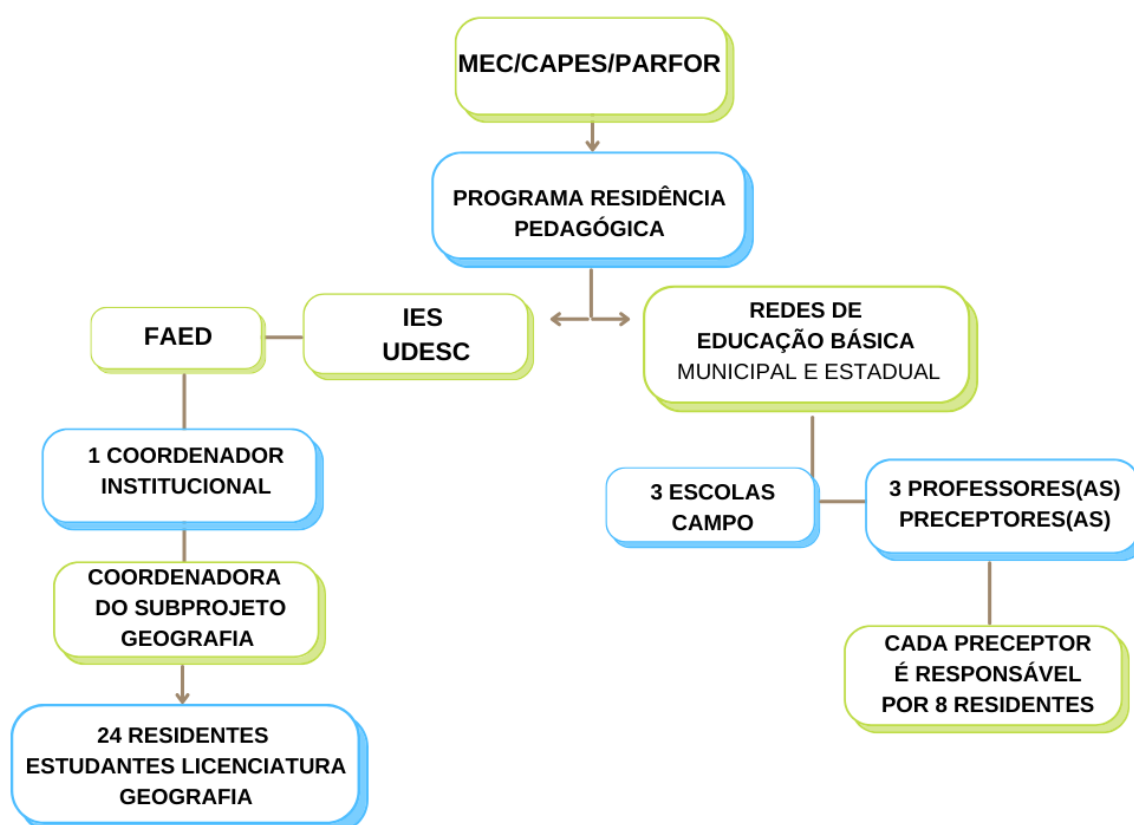 MEC/CAPES/PARFOR
PROGRAMA RESIDÊNCIA
PEDAGÓGICA
FAED
IES
UDESC
REDES DE
EDUCAÇÃO BÁSICA
MUNICIPAL E ESTADUAL
1 COORDENADOR
INSTITUCIONAL
3 ESCOLAS
CAMPO
3 PROFESSORES(AS)
PRECEPTORES(AS)
COORDENADORA
DO SUBPROJETO
GEOGRAFIA
CADA PRECEPTOR
É RESPONSÁVEL
POR 8 RESIDENTES
24 RESIDENTES
ESTUDANTES LICENCIATURA
GEOGRAFIA